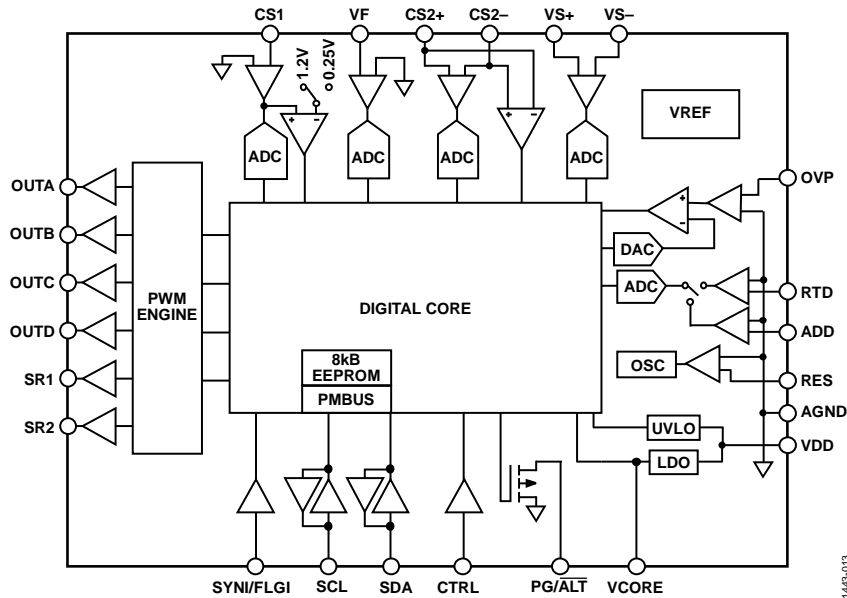 CS1 VF CS2+ CS2– VS+ VS–
1.2V
0.25V
VREF
+ –
+ –
ADC ADC ADC ADC
OVP
OUTA
+
–
OUTB
DAC
OUTC
PWM
ENGINE
DIGITAL CORE
ADC
RTD
OUTD
ADD
8kB
EEPROM
OSC
SR1
RES
PMBUS
AGND
SR2
UVLO
VDD
LDO
SYNI/FLGI SCL SDA CTRL PG/ALT VCORE
1443-013